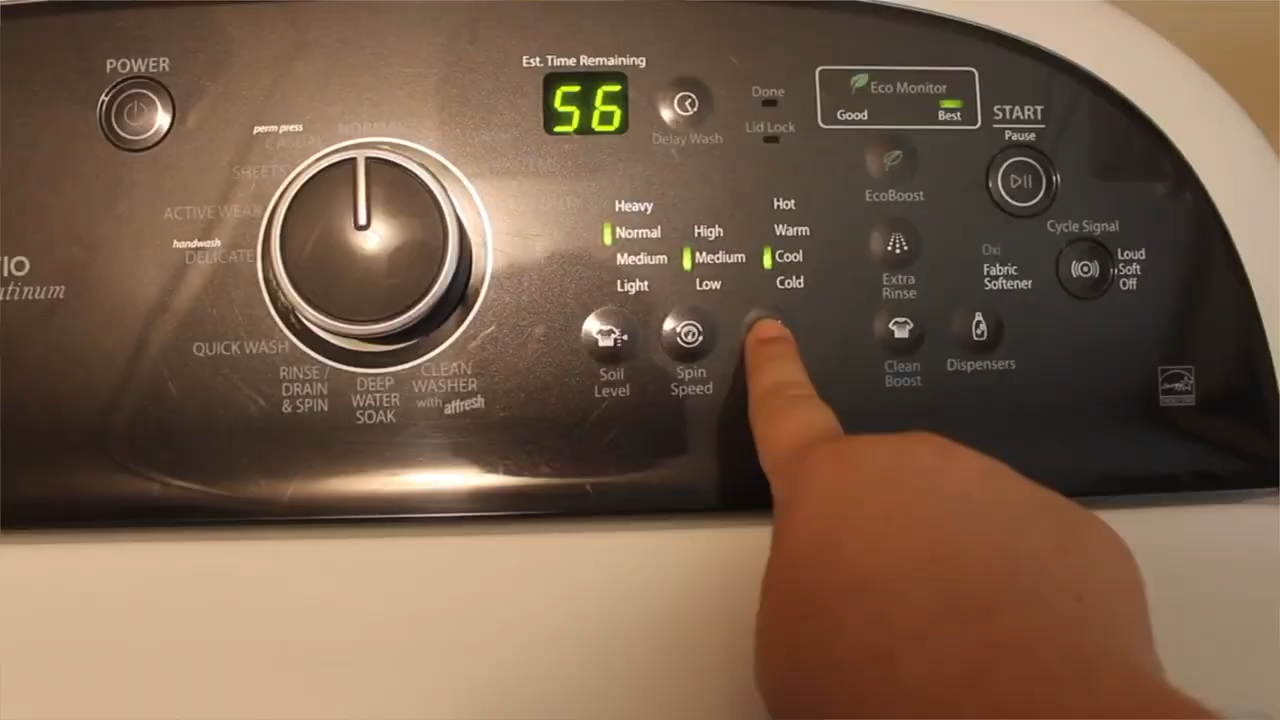 POWER
perm press
NORMAL
SHEETS
ACTIVE WEAR
handwash
DELICATE
QUICK WASH
RINSE /
DRAIN
& SPIN
DEEP
WATER
SOAK
CLEAN
WASHER
with affresh
Est. Time Remaining
56
Delay Wash
Done
Lid Lock
Eco Monitor
Good
Best
START
Pause
Heavy
Normal
Medium
Light
High
Medium
Low
Hot
Warm
Cool
Cold
Soil
Level
Spin
Speed
EcoBoost
Extra
Rinse
Clean
Boost
Oxi
Fabric
Softener
Dispensers
Cycle Signal
Loud
Soft
Off